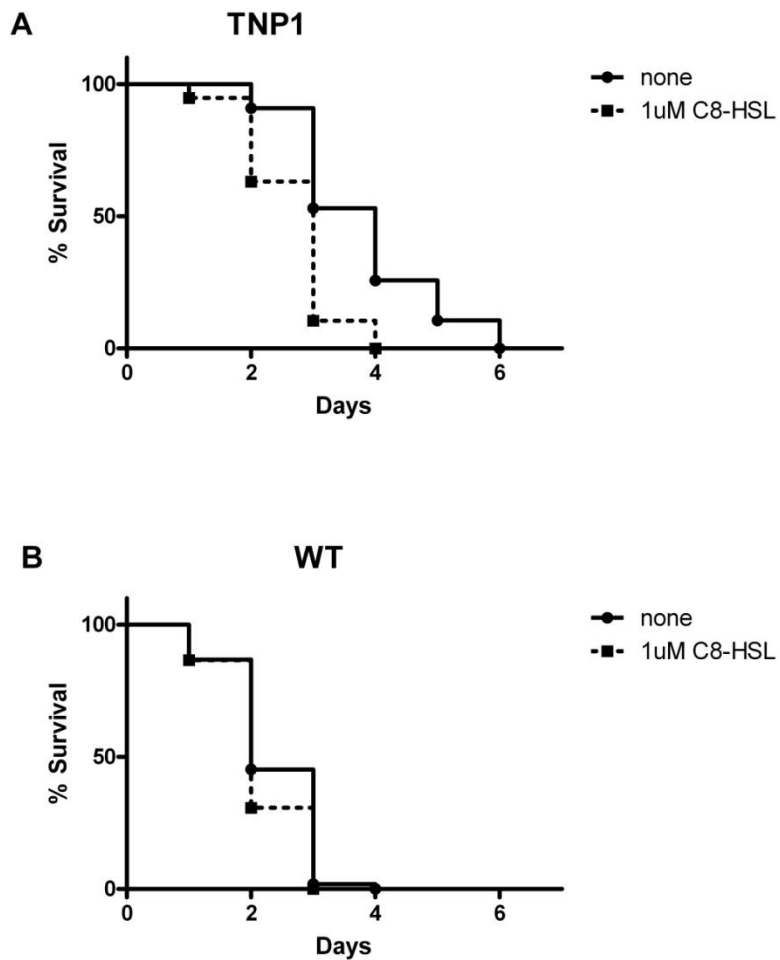 A
TNP1
none
1uM C8-HSL
100
50
0
% Survival
0 2 4 6
Days
B
WT
none
1uM C8-HSL
100
50
0
% Survival
0 2 4 6
Days